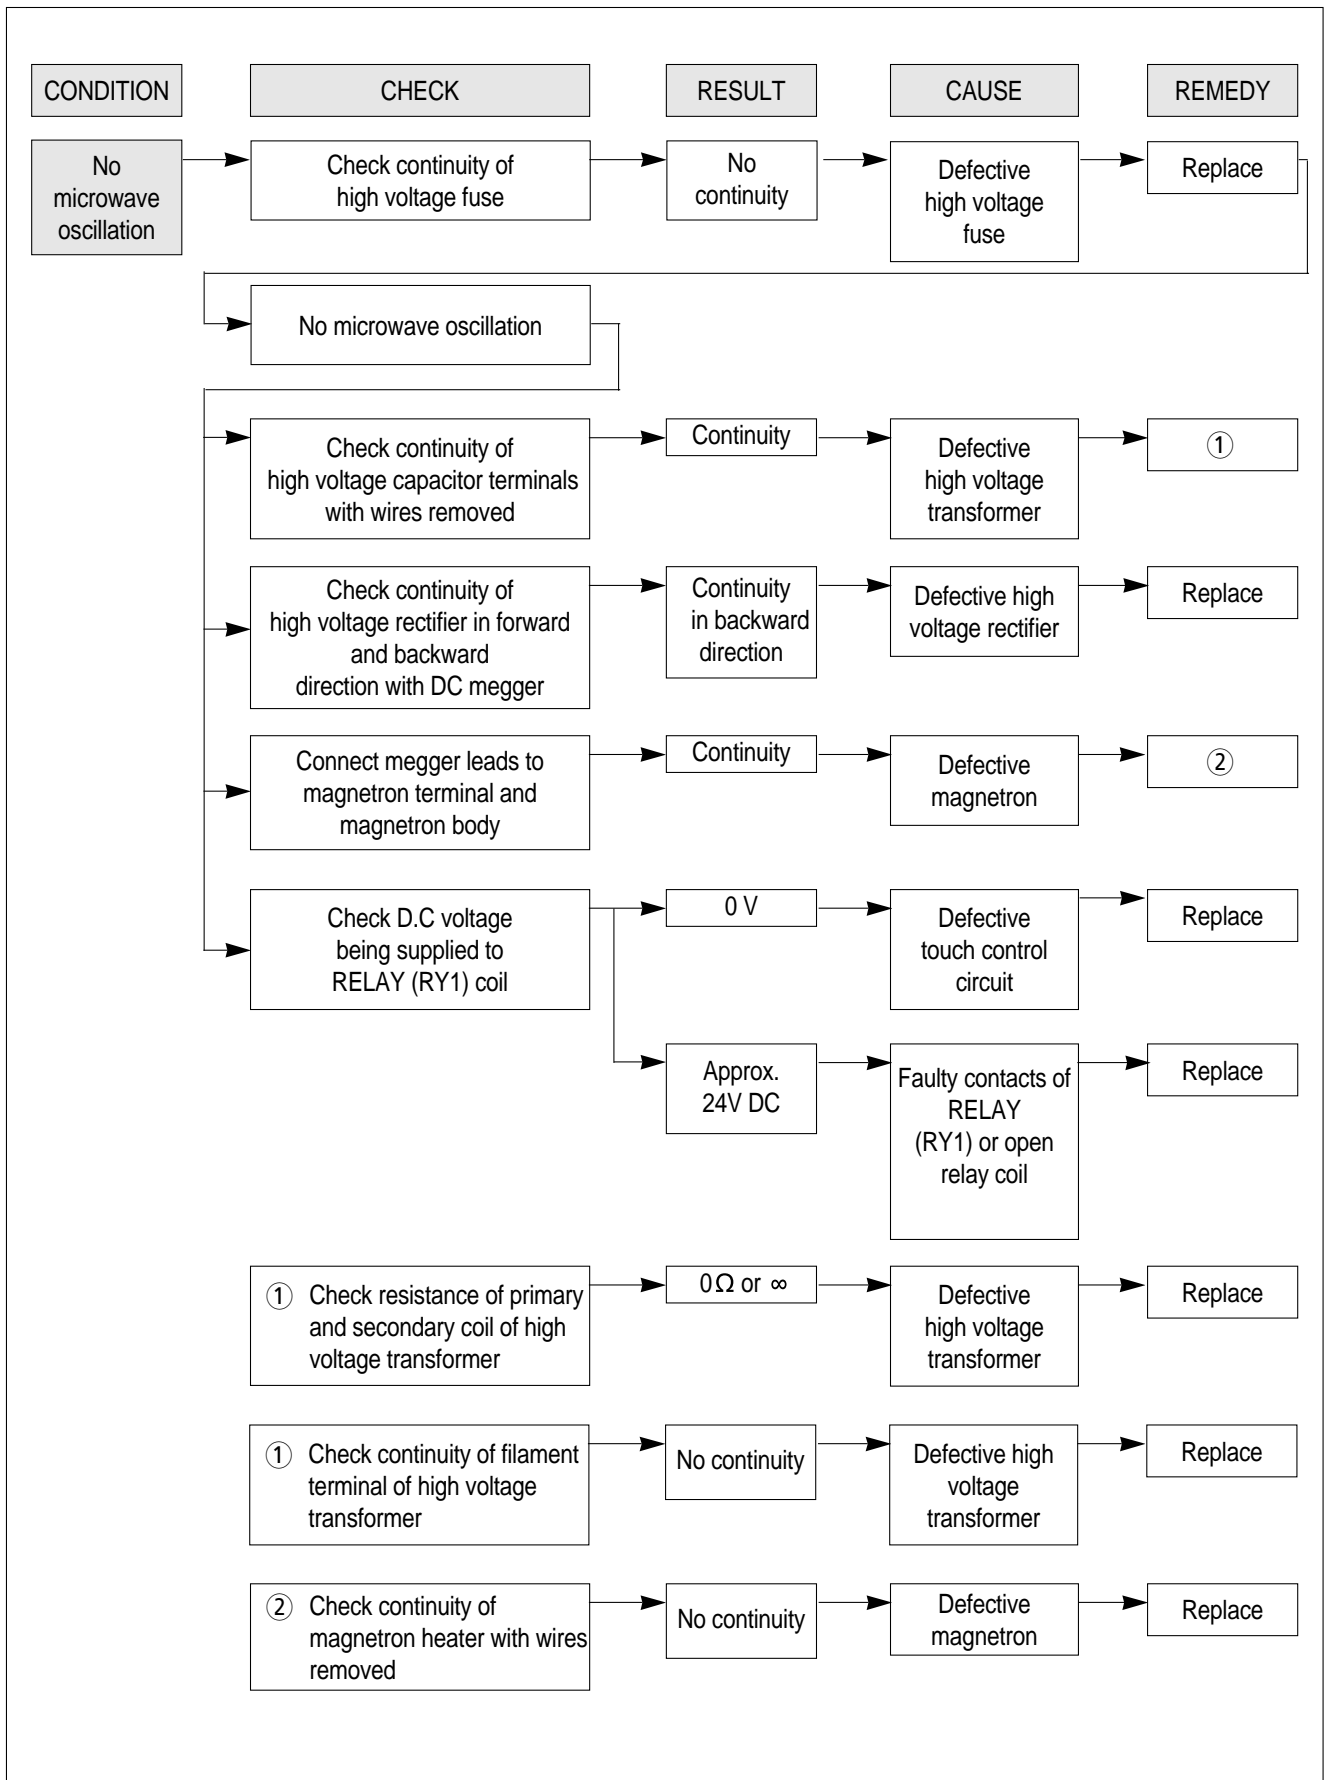 CONDITION
CHECK
RESULT
CAUSE
REMEDY
No
microwave
oscillation
Check continuity of
high voltage fuse
No
continuity
Defective
high voltage
fuse
Replace
No microwave oscillation
Check continuity of
high voltage capacitor terminals
with wires removed
Continuity
Defective
high voltage
transformer
①
Check continuity of
high voltage rectifier in forward
and backward
direction with DC megger
Continuity
in backward
direction
Defective high
voltage rectifier
Replace
Connect megger leads to
magnetron terminal and
magnetron body
Continuity
Defective
magnetron
②
Check D.C voltage
being supplied to
RELAY (RY1) coil
0 V
Defective
touch control
circuit
Replace
Approx.
24V DC
Faulty contacts of
RELAY
(RY1) or open
relay coil
Replace
① Check resistance of primary
and secondary coil of high
voltage transformer
0Ω or ∞
Defective
high voltage
transformer
Replace
① Check continuity of filament
terminal of high voltage
transformer
No continuity
Defective high
voltage
transformer
Replace
② Check continuity of
magnetron heater with wires
removed
No continuity
Defective
magnetron
Replace